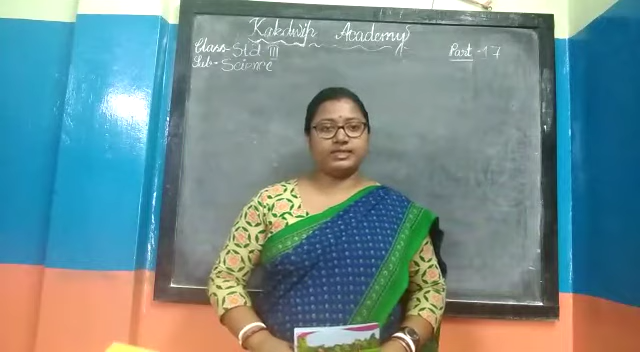 Kakdwip Academy
Class- Std III
Part - 17
Sub:- Science